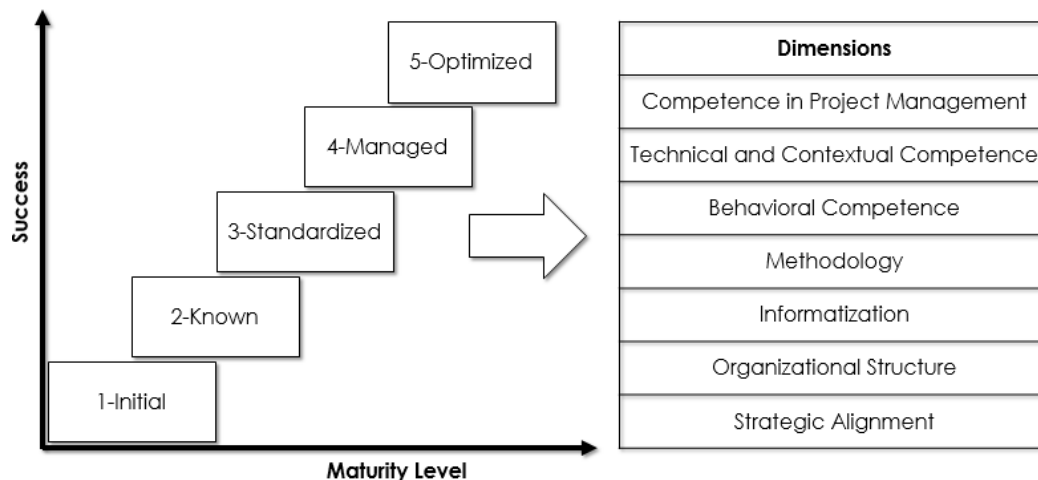 Success
5-Optimized
4-Managed
3-Standardized
2-Known
1-Initial
Maturity Level
Dimensions
Competence in Project Management
Technical and Contextual Competence
Behavioral Competence
Methodology
Informatization
Organizational Structure
Strategic Alignment